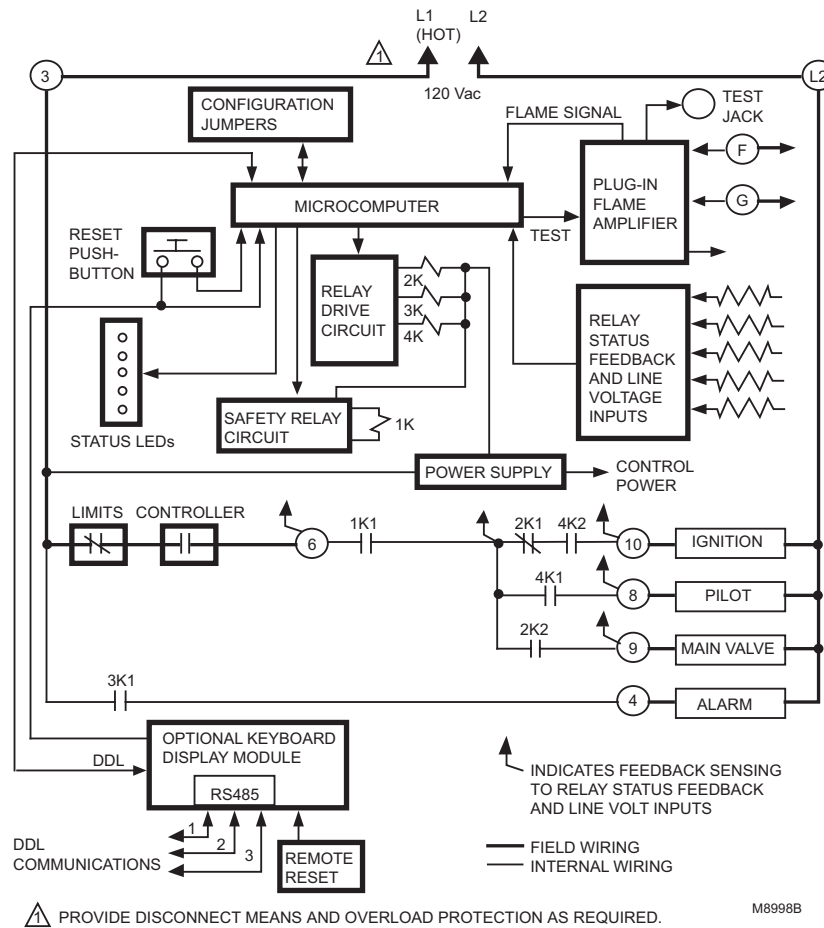 L1
(HOT)
L2
1
3
L2
120 Vac
CONFIGURATION
JUMPERS
FLAME SIGNAL
TEST
JACK
F
G
PLUG-IN
FLAME
AMPLIFIER
MICROCOMPUTER
TEST
RESET
PUSH-
BUTTON
RELAY
DRIVE
CIRCUIT
2K
3K
4K
RELAY
STATUS
FEEDBACK
AND LINE
VOLTAGE
INPUTS
STATUS LEDs
SAFETY RELAY
CIRCUIT
1K
POWER SUPPLY
CONTROL
POWER
LIMITS
CONTROLLER
6
1K1
2K1
4K2
10
IGNITION
4K1
8
PILOT
2K2
9
MAIN VALVE
3K1
4
ALARM
OPTIONAL KEYBOARD
DISPLAY MODULE
DDL
RS485
1
2
3
DDL
COMMUNICATIONS
REMOTE
RESET
INDICATES FEEDBACK SENSING
TO RELAY STATUS FEEDBACK
AND LINE VOLT INPUTS
FIELD WIRING
INTERNAL WIRING
1 PROVIDE DISCONNECT MEANS AND OVERLOAD PROTECTION AS REQUIRED.
M8998B